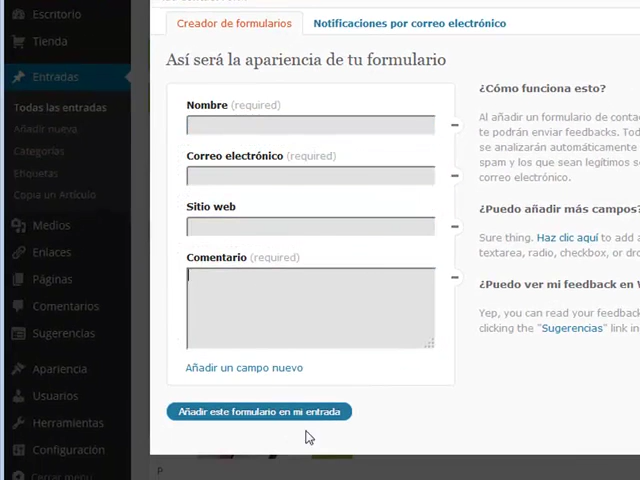 Escritorio
Tienda
Entradas
Todas las entradas
Añadir nueva
Categorías
Etiquetas
Copia un Artículo
Medios
Enlaces
Páginas
Comentarios
Sugerencias
Apariencia
Usuarios
Herramientas
Configuración
Cerrar menú
Creador de formularios
Notificaciones por correo electrónico
Así será la apariencia de tu formulario
Nombre (required)
Correo electrónico (required)
Sitio web
Comentario (required)
Añadir un campo nuevo
Añadir este formulario en mi entrada
¿Cómo funciona esto?
Al añadir un formulario de conta
te podrán enviar feedbacks. Tod
se analizarán automáticamente
spam y los que sean legítimos se
correo electrónico.
¿Puedo añadir más campos?
Sure thing. Haz clic aquí to add a
textarea, radio, checkbox, or dro
¿Puedo ver mi feedback en W
Yep, you can read your feedback
clicking the "Sugerencias" link in
P